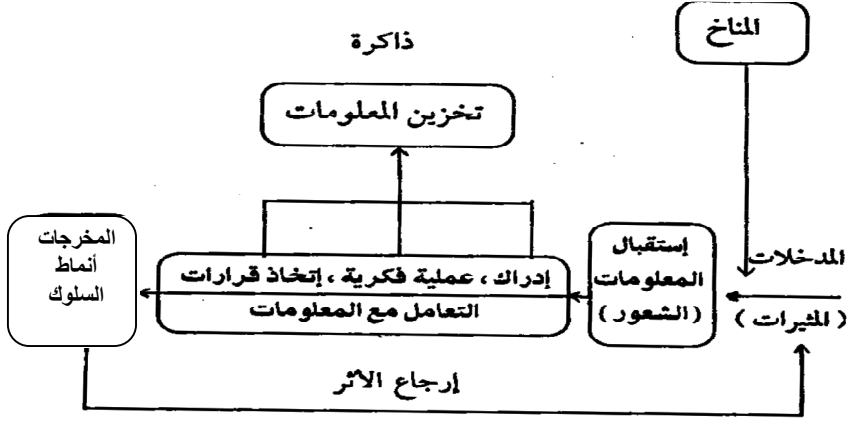 المناخ
ذاكرة
تخزين المعلومات
المدخلات
( المثيرات )
إستقبال
المعلومات
( الشعور )
إدراك ، عملية فكرية ، إتخاذ قرارات
التعامل مع المعلومات
المخرجات
أنماط
السلوك
إرجاع الأثر